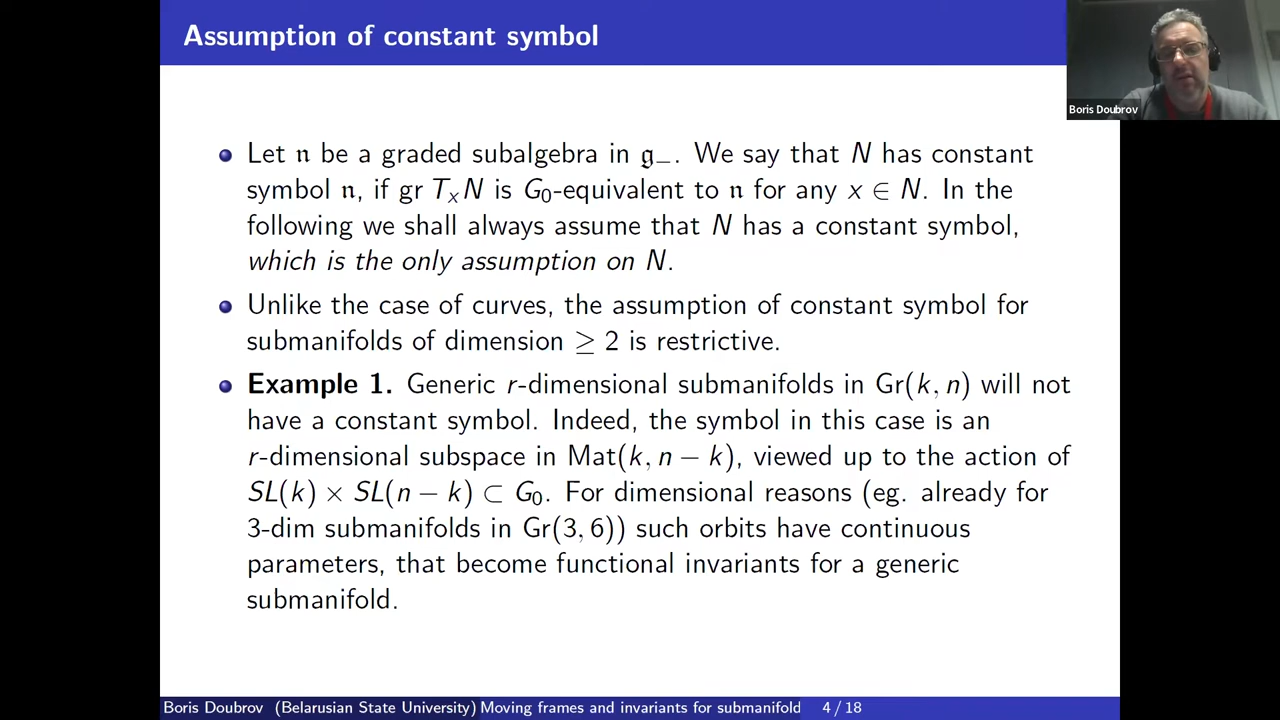 Assumption of constant symbol
Boris Doubrov
Let 𝔫 be a graded subalgebra in 𝔤₋. We say that N has constant
symbol 𝔫, if gr TₓN is G₀-equivalent to 𝔫 for any x ∈ N. In the
following we shall always assume that N has a constant symbol,
which is the only assumption on N.
Unlike the case of curves, the assumption of constant symbol for
submanifolds of dimension ≥ 2 is restrictive.
Example 1. Generic r-dimensional submanifolds in Gr(k, n) will not
have a constant symbol. Indeed, the symbol in this case is an
r-dimensional subspace in Mat(k, n − k), viewed up to the action of
SL(k) × SL(n − k) ⊂ G₀. For dimensional reasons (eg. already for
3-dim submanifolds in Gr(3, 6)) such orbits have continuous
parameters, that become functional invariants for a generic
submanifold.
Boris Doubrov (Belarusian State University) Moving frames and invariants for submanifold 4 / 18